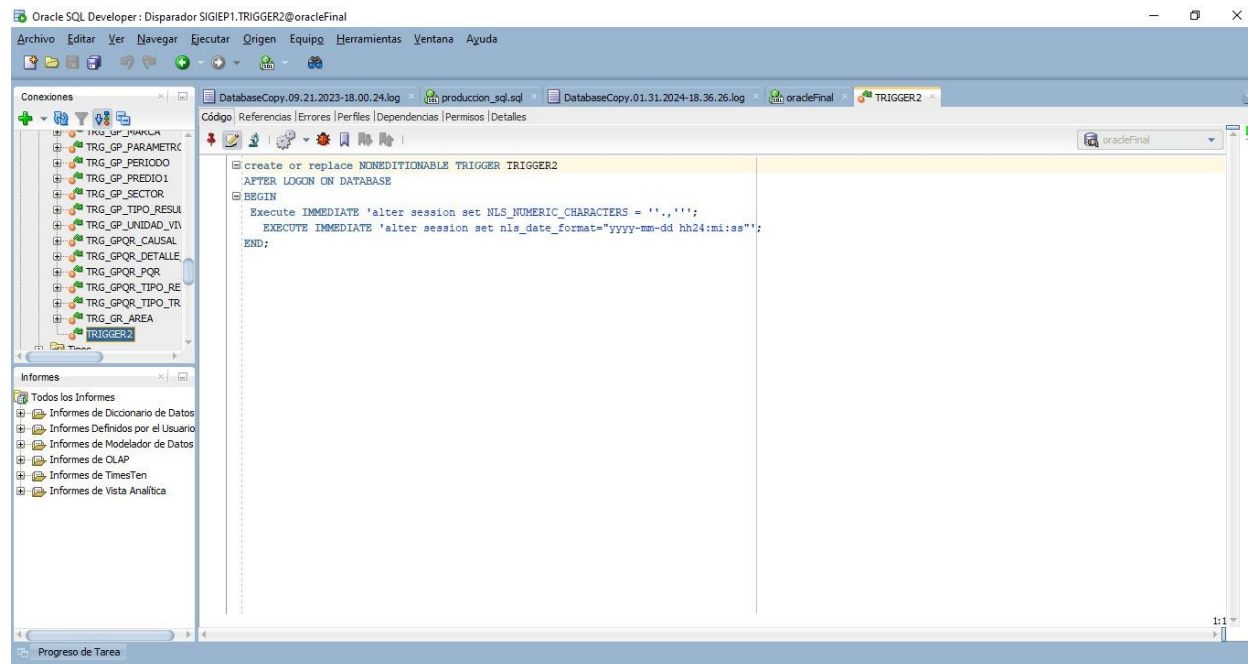 Oracle SQL Developer : Disparador SIGIEP1.TRIGGER2@oracleFinal
Archivo Editar Ver Navegar Ejecutar Origen Equipo Herramientas Ventana Ayuda
Conexiones
DatabaseCopy.09.21.2023-18.00.24.log
produccion_sql.sql
DatabaseCopy.01.31.2024-18.36.26.log
oracleFinal
TRIGGER2
Código Referencias |Errores |Perfiles |Dependencias |Permisos |Detalles
oracleFinal
TRG_GP_MARCA
TRG_GP_PARAMETRO
TRG_GP_PERIODO
TRG_GP_PREDIO1
TRG_GP_SECTOR
TRG_GP_TIPO_RESUL
TRG_GP_UNIDAD_VI
TRG_GPQR_CAUSAL
TRG_GPQR_DETALLE_
TRG_GPQR_PQR
TRG_GPQR_TIPO_RE
TRG_GPQR_TIPO_TR
TRG_GR_AREA
TRIGGER2
Tipos
create or replace NONEDITIONABLE TRIGGER TRIGGER2
AFTER LOGON ON DATABASE
BEGIN
Execute IMMEDIATE 'alter session set NLS_NUMERIC_CHARACTERS = ''.,''';
EXECUTE IMMEDIATE 'alter session set nls_date_format="yyyy-mm-dd hh24:mi:ss"';
END;
Informes
Todos los Informes
Informes de Diccionario de Datos
Informes Definidos por el Usuario
Informes de Modelador de Datos
Informes de OLAP
Informes de TimesTen
Informes de Vista Analítica
1:1
Progreso de Tarea